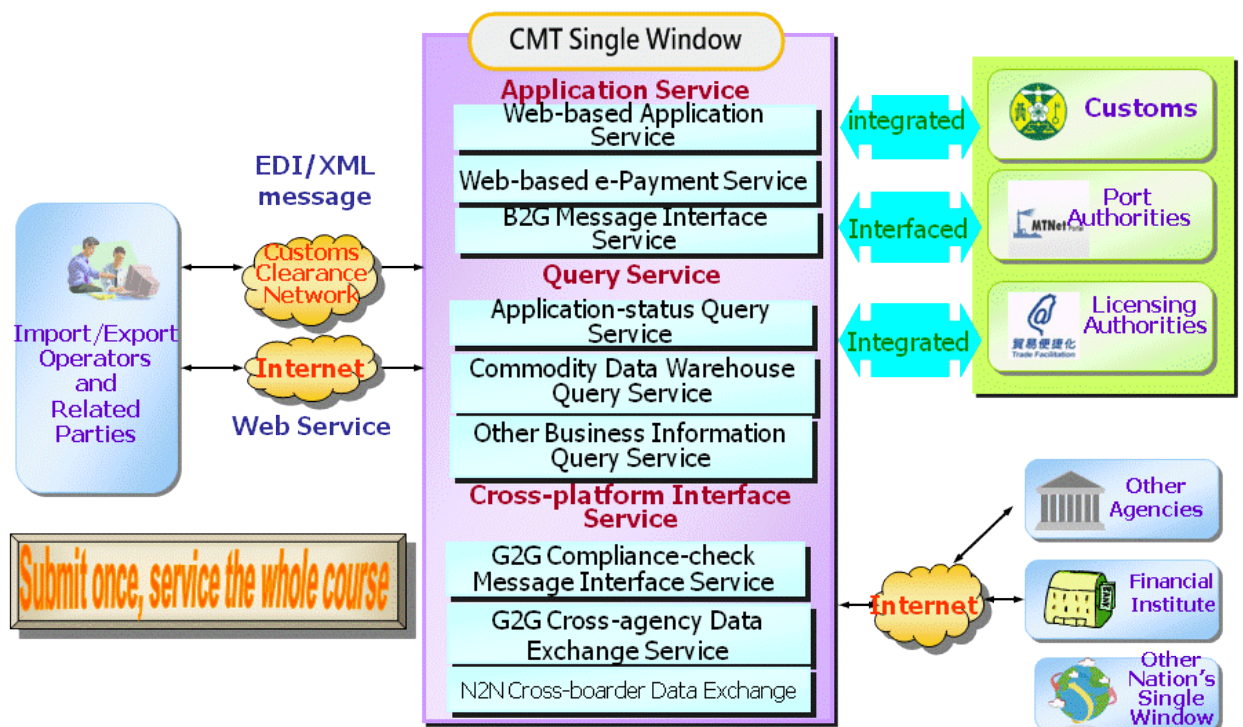 CMT Single Window
Application Service
Web-based Application
Service
Web-based e-Payment Service
B2G Message Interface
Service
Query Service
Application-status Query
Service
Commodity Data Warehouse
Query Service
Other Business Information
Query Service
Cross-platform Interface
Service
G2G Compliance-check
Message Interface Service
G2G Cross-agency Data
Exchange Service
N2N Cross-boarder Data Exchange
EDI/XML
message
Customs
Clearance
Network
Internet
Web Service
Import/Export
Operators
and
Related
Parties
Submit once, service the whole course
integrated
Interfaced
Integrated
Customs
Port
Authorities
MTNet Portal
Licensing
Authorities
貿易便捷化
Trade Facilitation
Internet
Other
Agencies
Financial
Institute
BANK
Other
Nation's
Single
Window